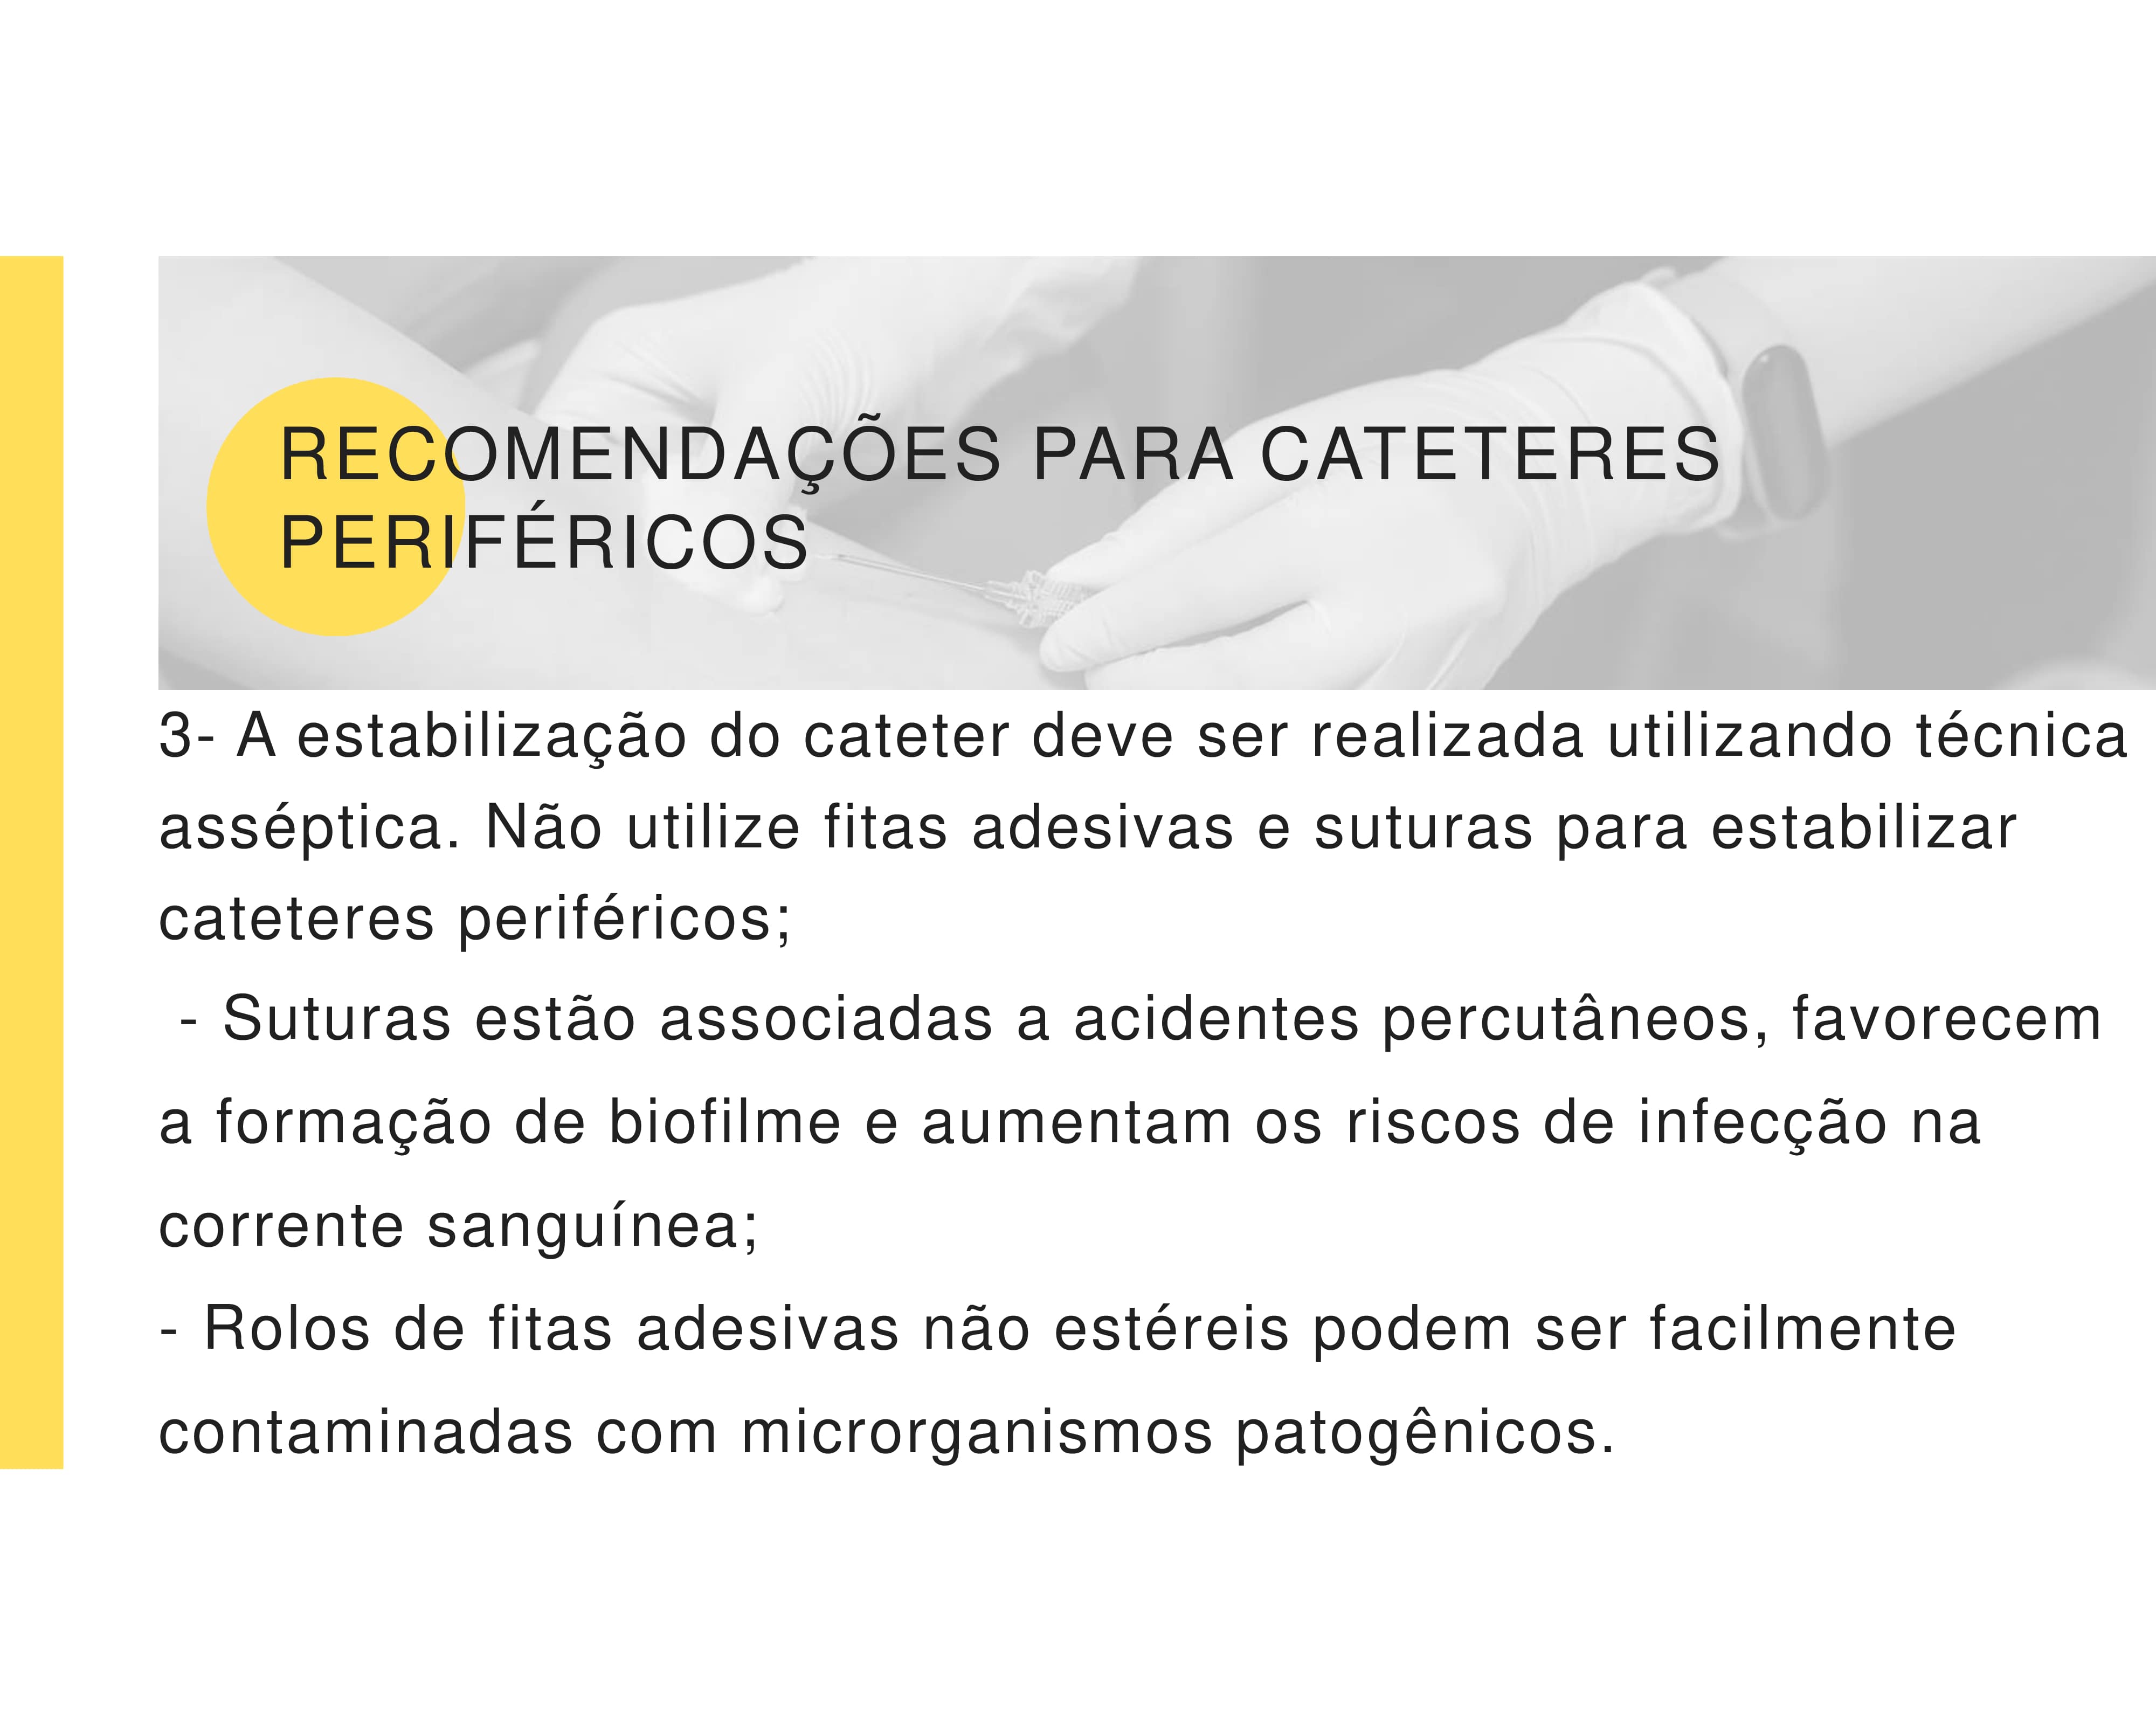 RECOMENDAÇÕES PARA CATETERES
PERIFÉRICOS
3- A estabilização do cateter deve ser realizada utilizando técnica
asséptica. Não utilize fitas adesivas e suturas para estabilizar
cateteres periféricos;
- Suturas estão associadas a acidentes percutâneos, favorecem
a formação de biofilme e aumentam os riscos de infecção na
corrente sanguínea;
- Rolos de fitas adesivas não estéreis podem ser facilmente
contaminadas com microrganismos patogênicos.